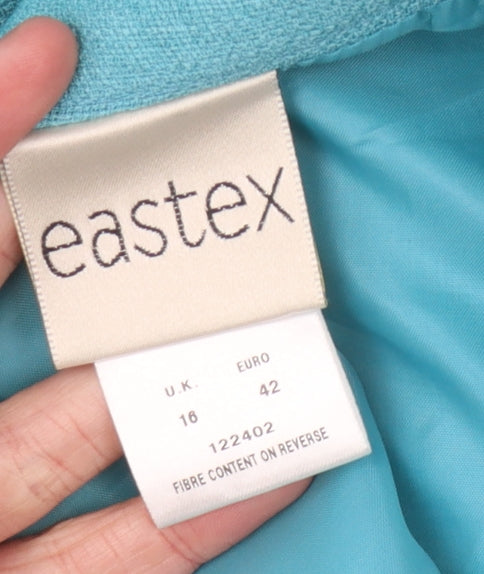 eastex
U.K. EURO
16 42
122402
FIBRE CONTENT ON REVERSE